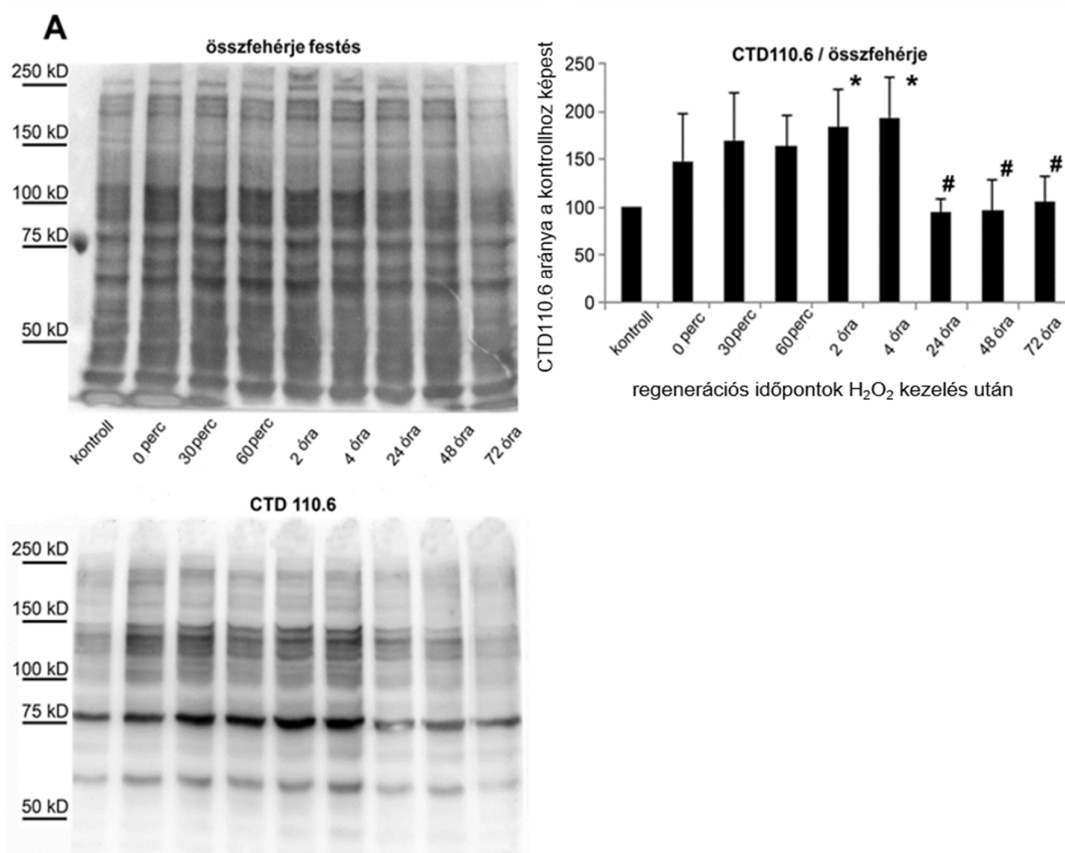 A
összfehérje festés
250 kD
150 kD
100 kD
75 kD
50 kD
kontroll
0 perc
30perc
60perc
2 óra
4 óra
24 óra
48 óra
72 óra
CTD110.6 / összfehérje
CTD110.6 aránya a kontrollhoz képest
250
200
150
100
50
0
* * # # #
kontroll
0 perc
30perc
60perc
2 óra
4 óra
24 óra
48 óra
72 óra
regenerációs időpontok H₂O₂ kezelés után
CTD 110.6
250 kD
150 kD
100 kD
75 kD
50 kD